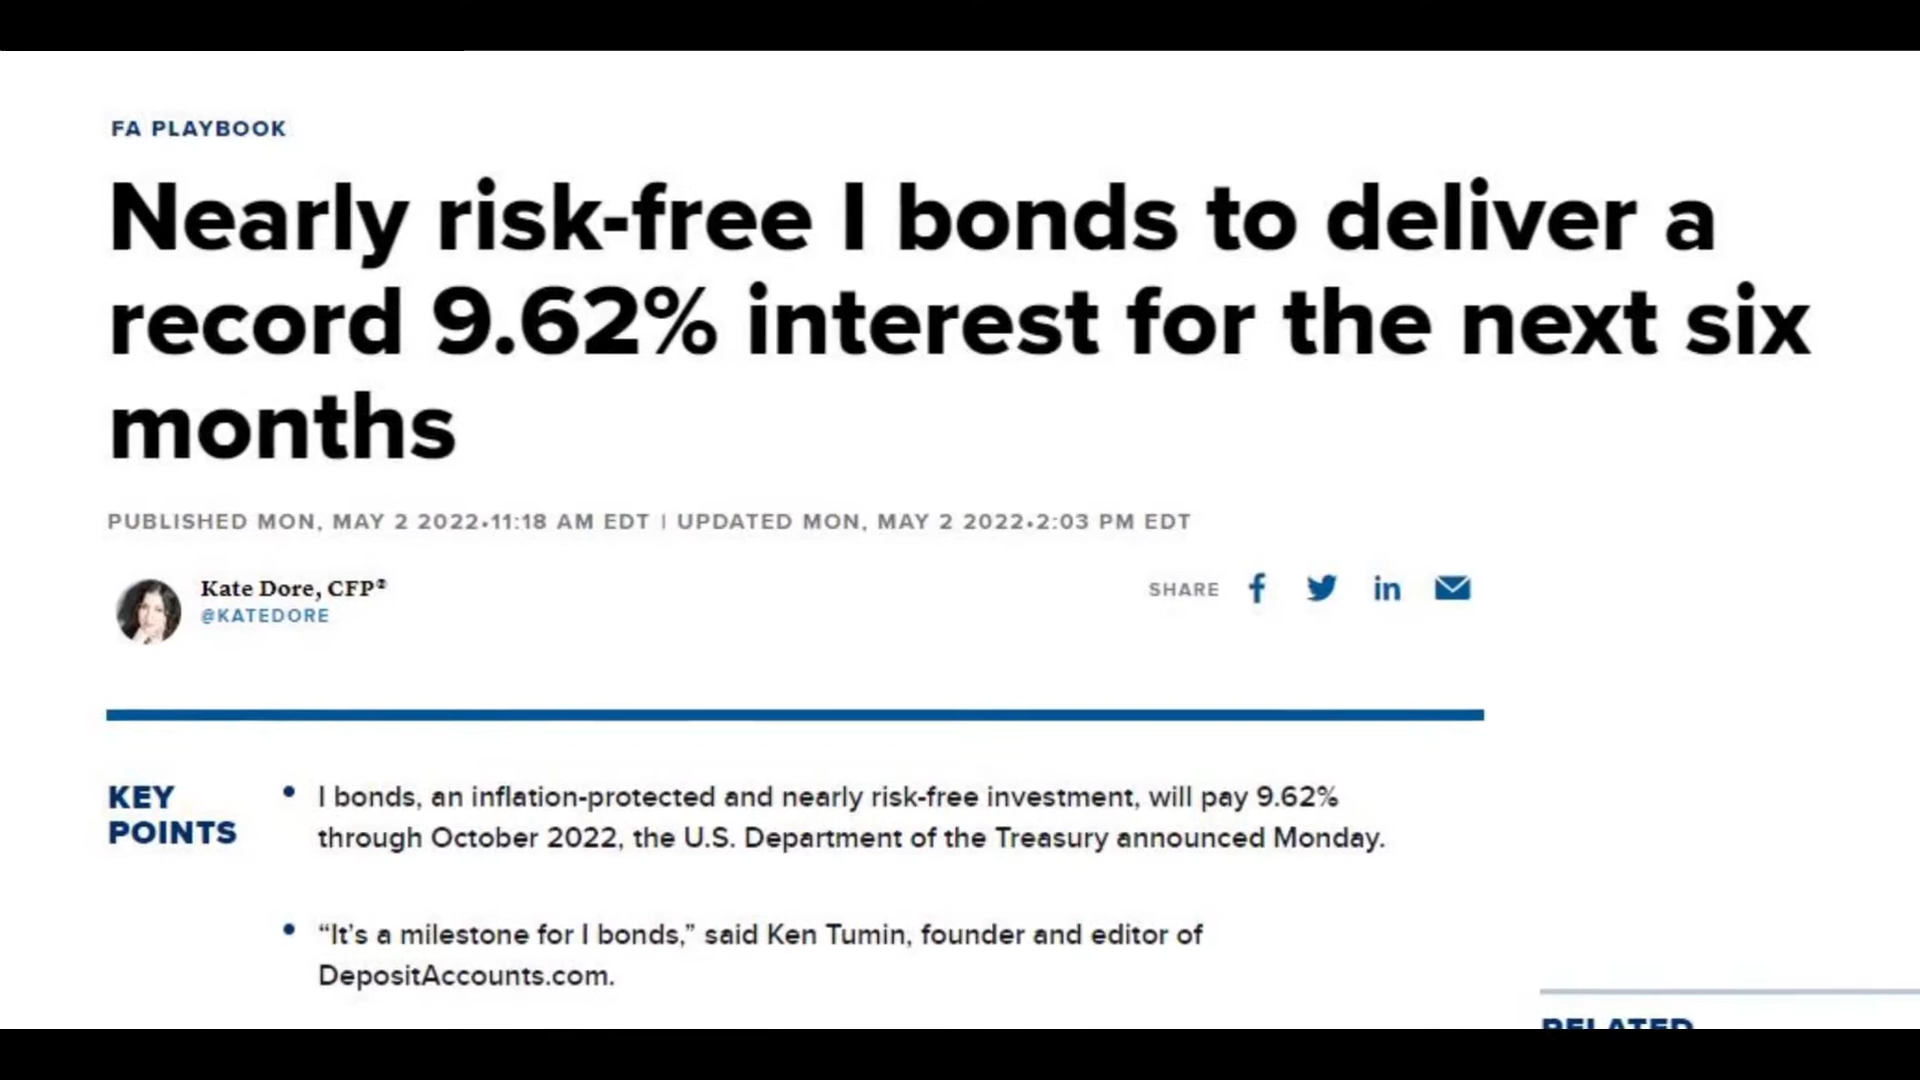 FA PLAYBOOK
Nearly risk-free I bonds to deliver a
record 9.62% interest for the next six
months
PUBLISHED MON, MAY 2 2022•11:18 AM EDT | UPDATED MON, MAY 2 2022•2:03 PM EDT
Kate Dore, CFP®
@KATEDORE
SHARE
KEY
POINTS
• I bonds, an inflation-protected and nearly risk-free investment, will pay 9.62%
through October 2022, the U.S. Department of the Treasury announced Monday.
• “It’s a milestone for I bonds,” said Ken Tumin, founder and editor of
DepositAccounts.com.
RELATED